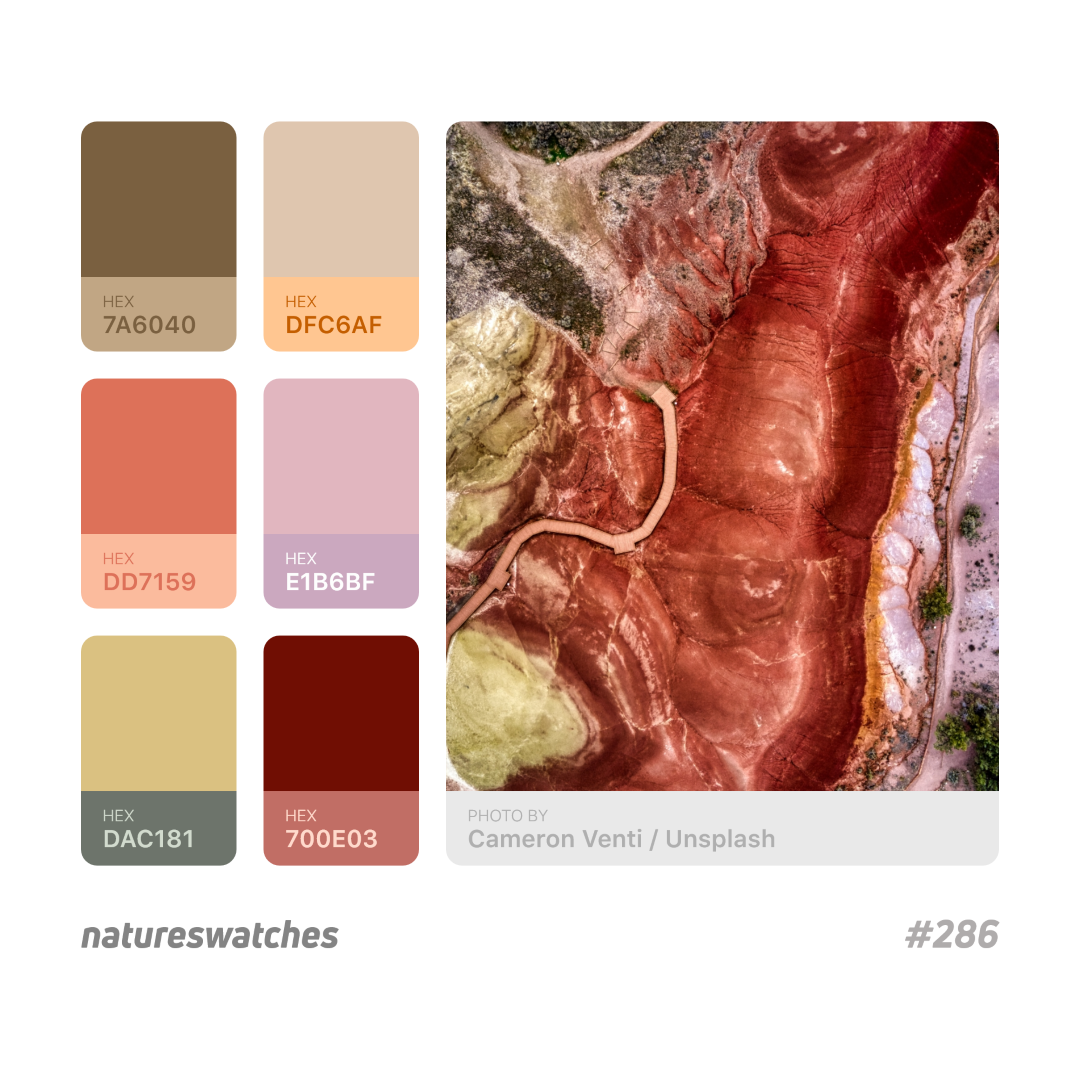 HEX
7A6040
HEX
DFC6AF
HEX
DD7159
HEX
E1B6BF
HEX
DAC181
HEX
700E03
PHOTO BY
Cameron Venti / Unsplash
natureswatches
#286